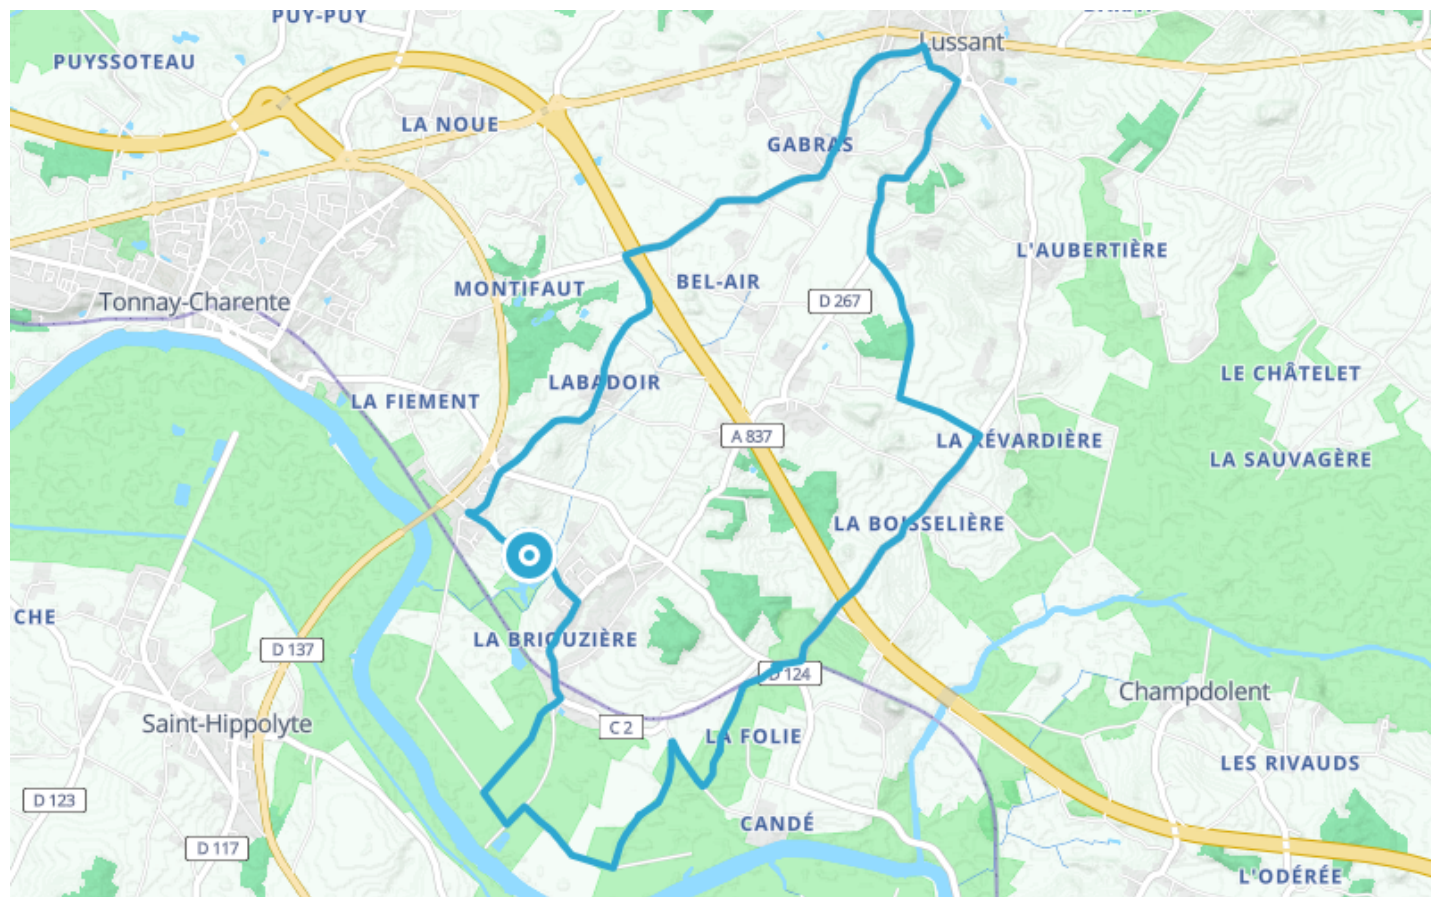 PUY-PUY
PUYSSOTEAU
Lussant
LA NOUE
GABRAS
L'AUBERTIÈRE
MONTIFAUT
BEL-AIR
D 267
Tonnay-Charente
LE CHÂTELET
LABADOIR
LA FIEMENT
A 837
LA RÉVARDIÈRE
LA SAUVAGÈRE
LA BOISSELIÈRE
CHE
LA BRIOUZIÈRE
D 137
D 124
Champdolent
Saint-Hippolyte
C 2
LA FOLIE
LES RIVAUDS
D 123
CANDÉ
D 117
L'ODÉRÉE